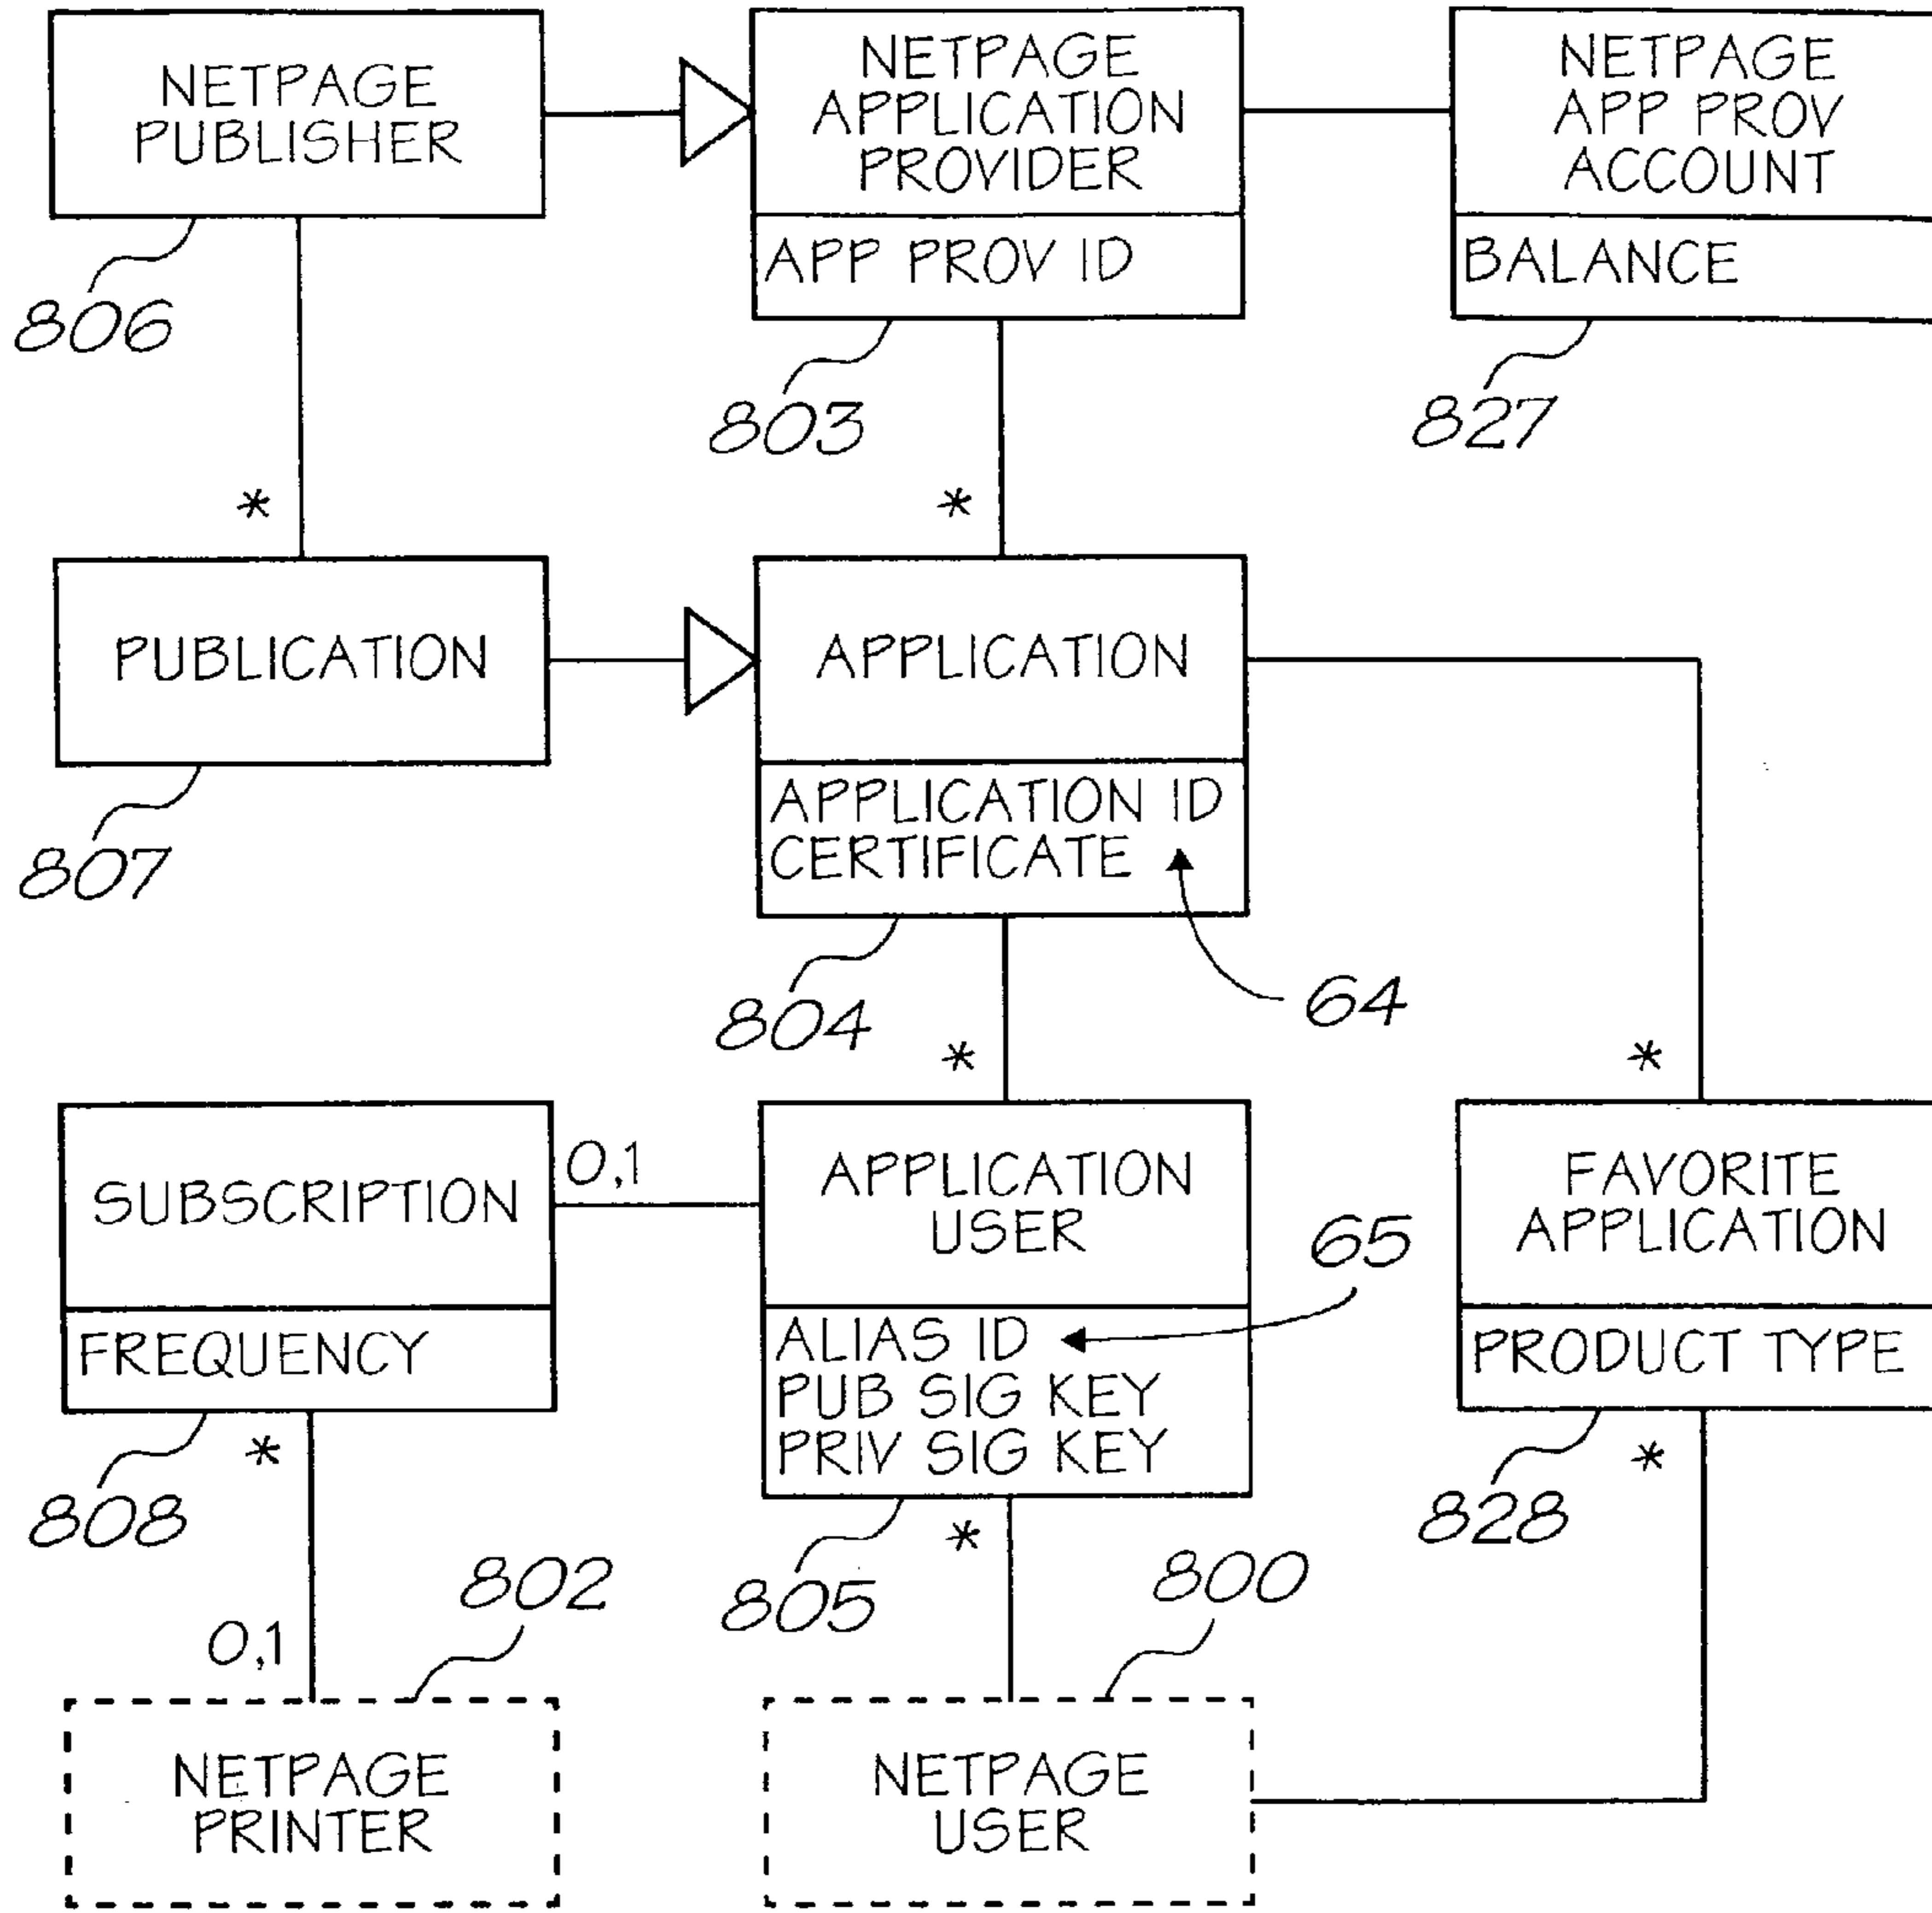 NETPAGE
PUBLISHER
806
NETPAGE
APPLICATION
PROVIDER
APP PROV ID
803
NETPAGE
APP PROV
ACCOUNT
BALANCE
827
*
*
PUBLICATION
807
APPLICATION
APPLICATION ID
CERTIFICATE
804
64
*
*
SUBSCRIPTION
FREQUENCY
808
0,1
APPLICATION
USER
ALIAS ID
PUB SIG KEY
PRIV SIG KEY
65
805
FAVORITE
APPLICATION
PRODUCT TYPE
828
*
*
*
0,1
802
800
NETPAGE
PRINTER
NETPAGE
USER